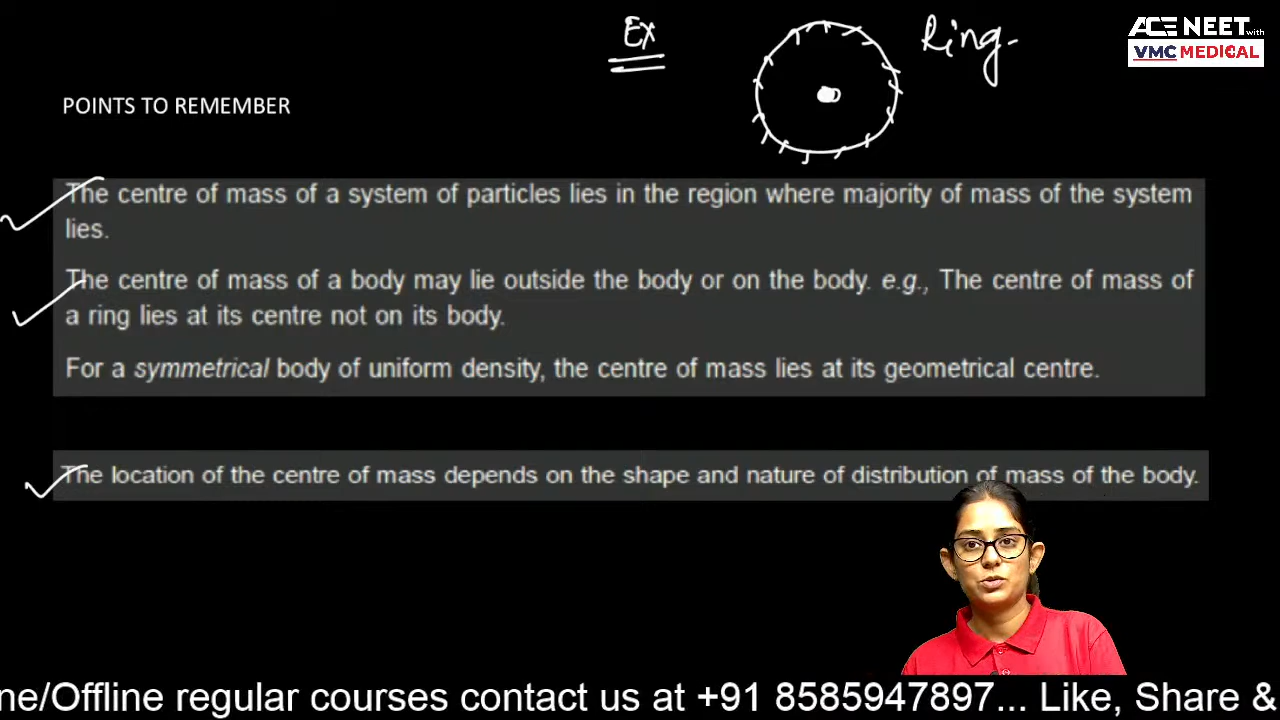 Ex
Ring-
ACE NEET with
VMC MEDICAL
POINTS TO REMEMBER
The centre of mass of a system of particles lies in the region where majority of mass of the system
lies.
The centre of mass of a body may lie outside the body or on the body. e.g., The centre of mass of
a ring lies at its centre not on its body.
For a symmetrical body of uniform density, the centre of mass lies at its geometrical centre.
The location of the centre of mass depends on the shape and nature of distribution of mass of the body.
ne/Offline regular courses contact us at +91 8585947897... Like, Share &